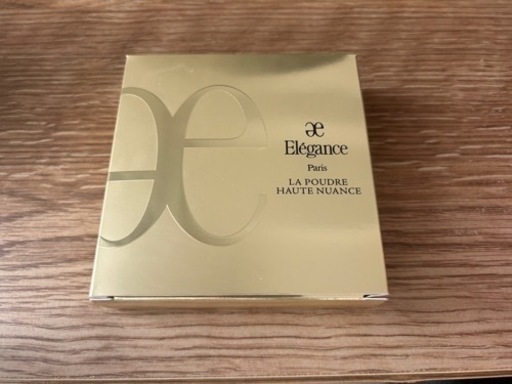 æ
Elégance
Paris
LA POUDRE
HAUTE NUANCE